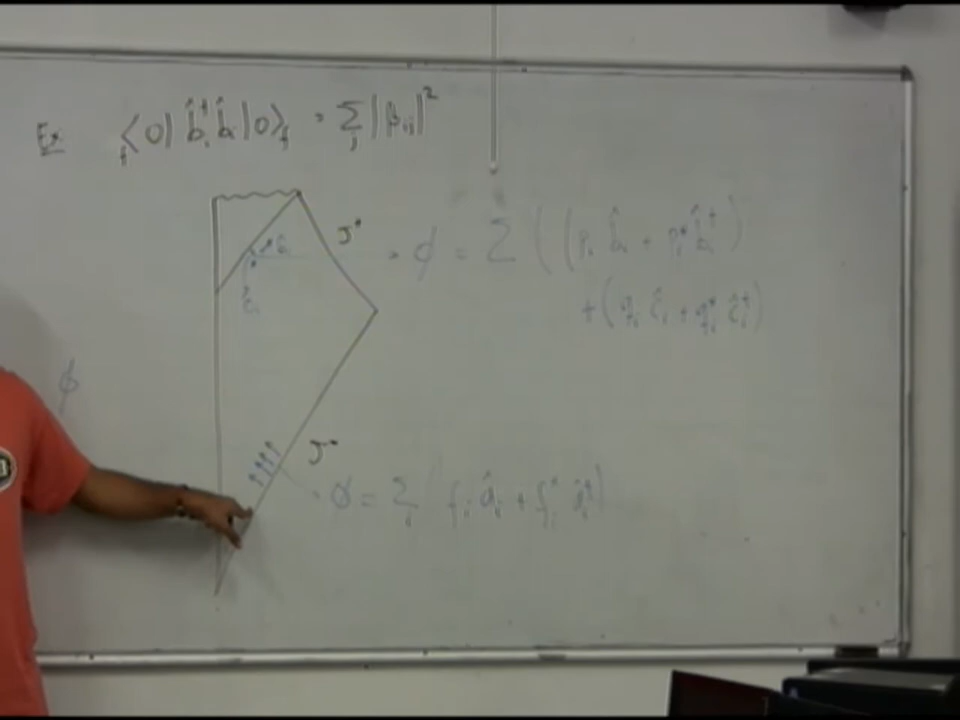 Ex ᶠ⟨0| b̂ᵢ† b̂ᵢ |0⟩ᶠ = Σⱼ |βᵢⱼ|²
J⁺
φ = Σ ( (pᵢ b̂ᵢ + pᵢ* b̂ᵢ†)
+ (qᵢ ĉᵢ + qᵢ* ĉᵢ†)
φ
J⁻
φ = Σᵢ ( fᵢ âᵢ + fᵢ* âᵢ†)